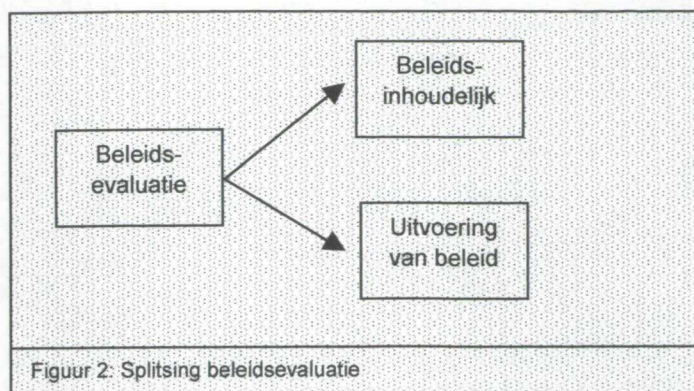 Beleids-
evaluatie
Beleids-
inhoudelijk
Uitvoering
van beleid
Figuur 2: Splitsing beleidsevaluatie